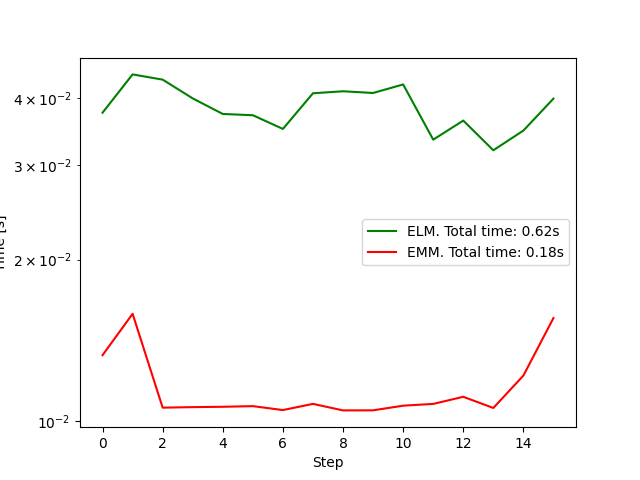 4 × 10⁻²
3 × 10⁻²
2 × 10⁻²
10⁻²
Time [s]
ELM. Total time: 0.62s
EMM. Total time: 0.18s
0 2 4 6 8 10 12 14
Step